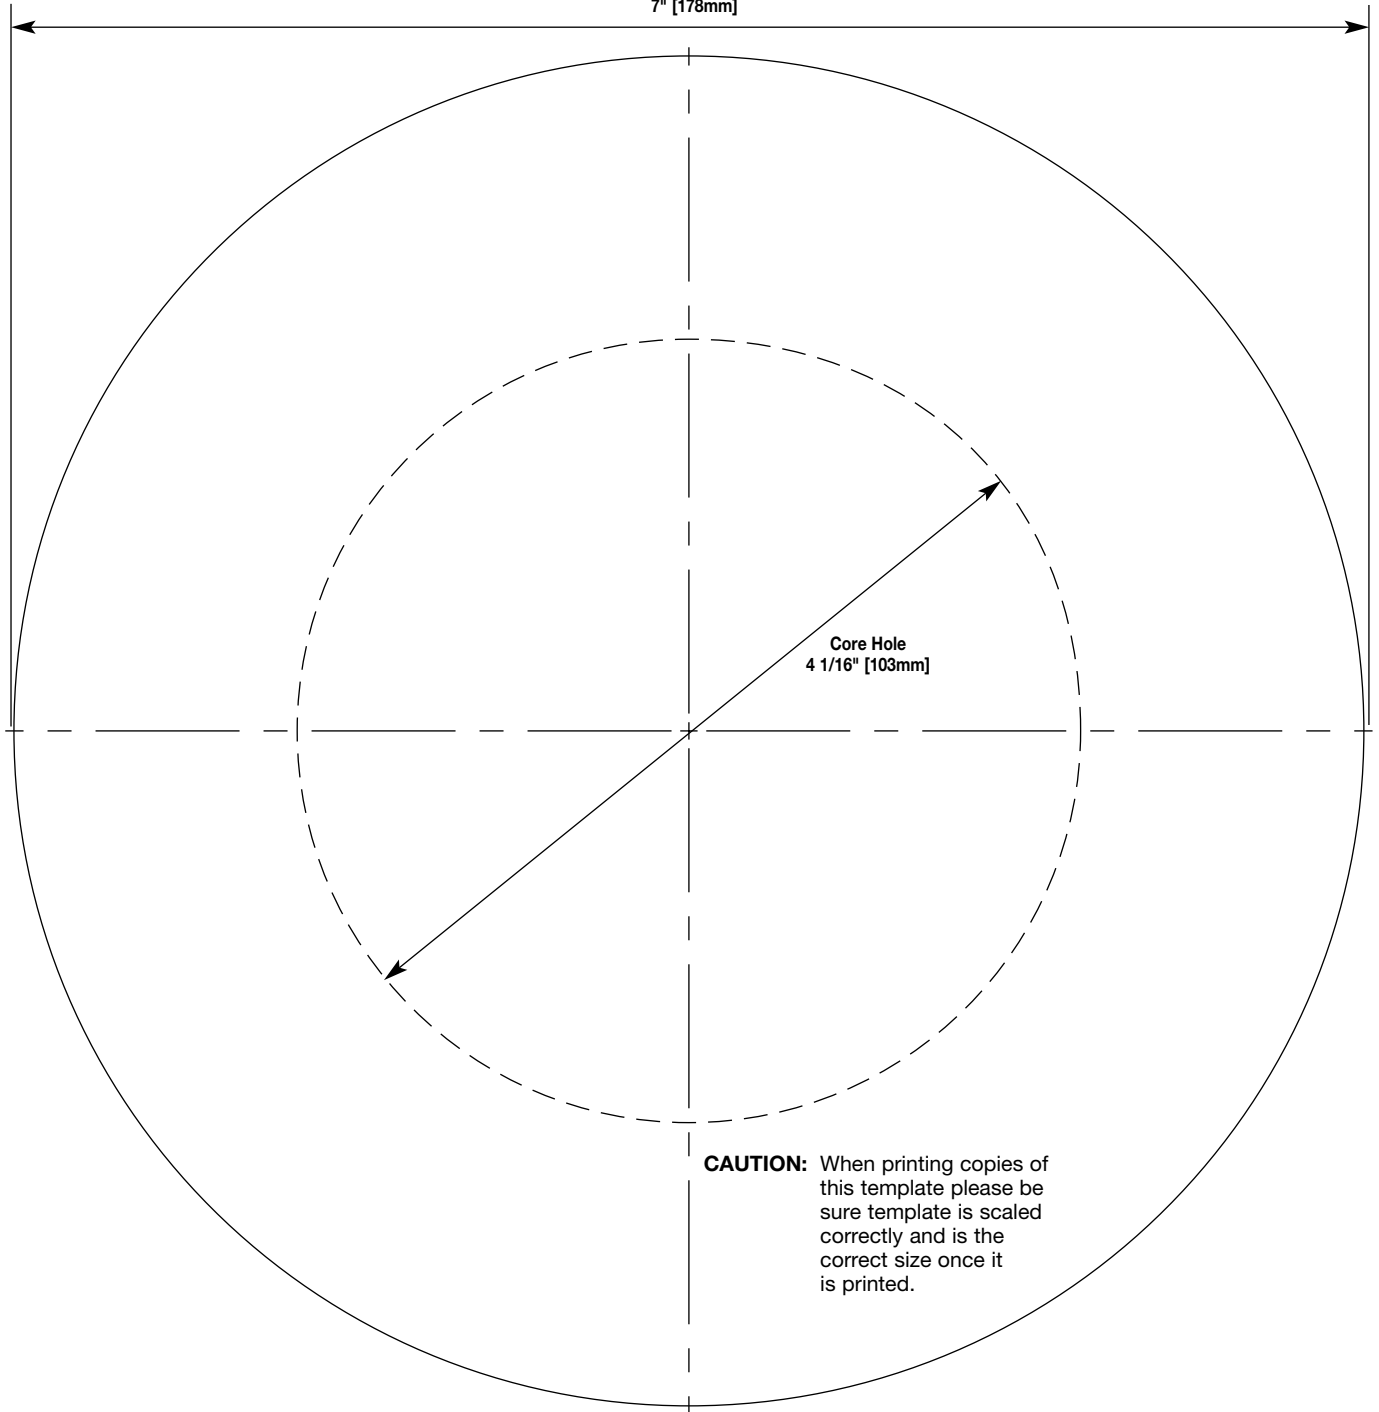 7" [178mm]
Core Hole
4 1/16" [103mm]
CAUTION: When printing copies of
this template please be
sure template is scaled
correctly and is the
correct size once it
is printed.